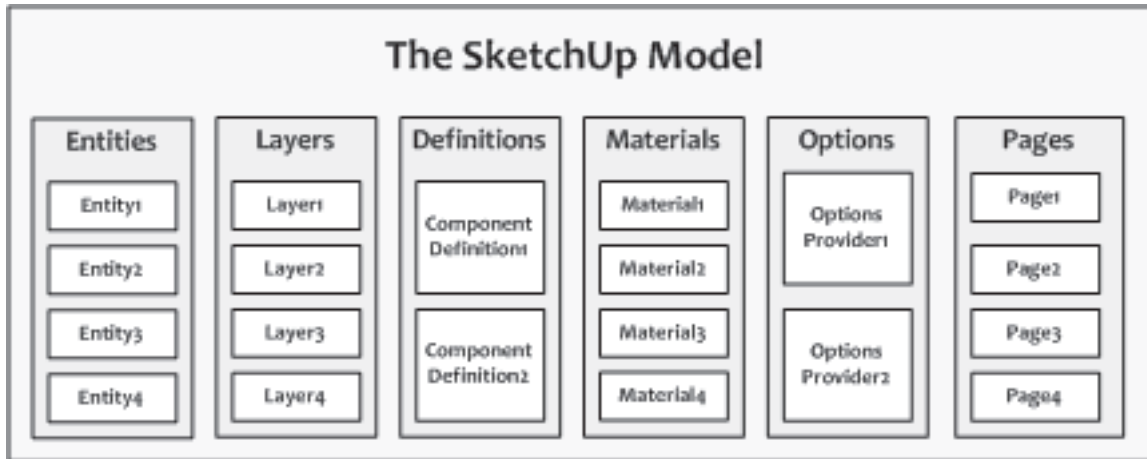 The SketchUp Model
Entities
Entity1
Entity2
Entity3
Entity4
Layers
Layer1
Layer2
Layer3
Layer4
Definitions
Component
Definition1
Component
Definition2
Materials
Material1
Material2
Material3
Material4
Options
Options
Provider1
Options
Provider2
Pages
Page1
Page2
Page3
Page4